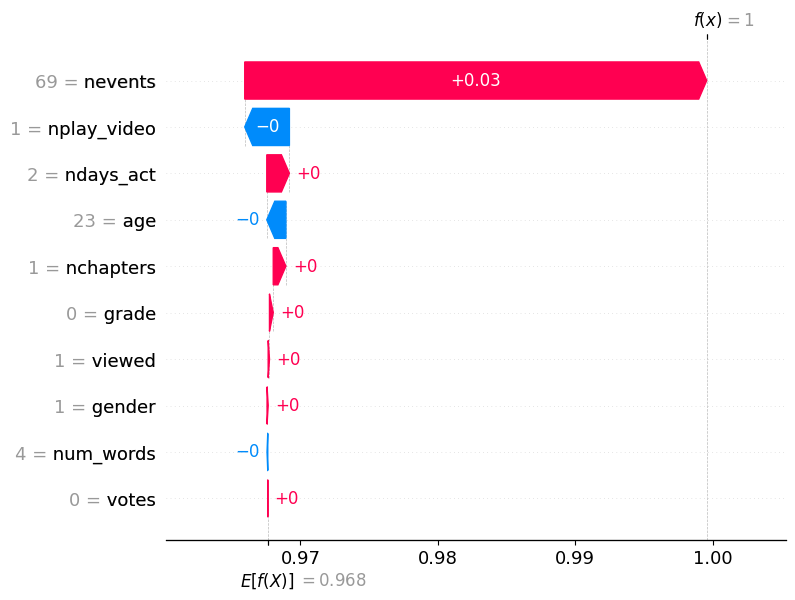 f(x) = 1
69 = nevents
+0.03
1 = nplay_video
−0
2 = ndays_act
+0
23 = age
−0
1 = nchapters
+0
0 = grade
+0
1 = viewed
+0
1 = gender
+0
4 = num_words
−0
0 = votes
+0
0.97 0.98 0.99 1.00
E[f(X)] = 0.968